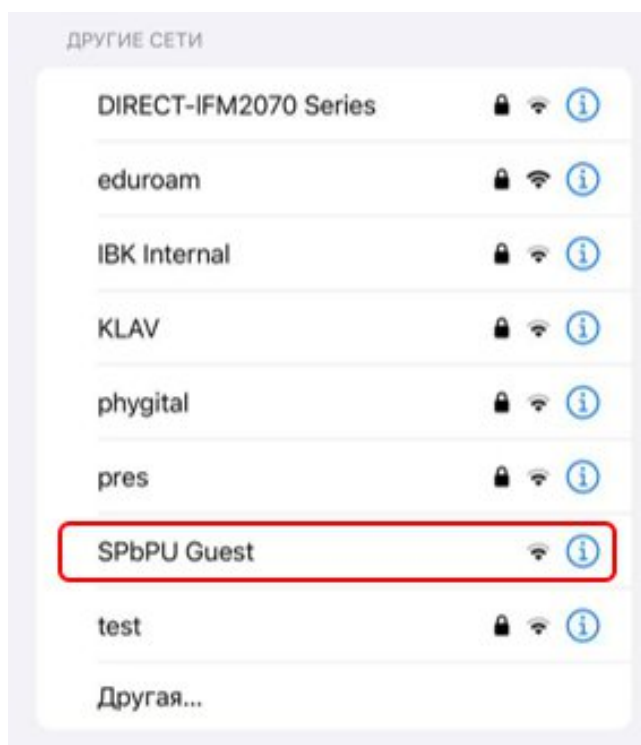 ДРУГИЕ СЕТИ
DIRECT-IFM2070 Series
eduroam
IBK Internal
KLAV
phygital
pres
SPbPU Guest
test
Другая...